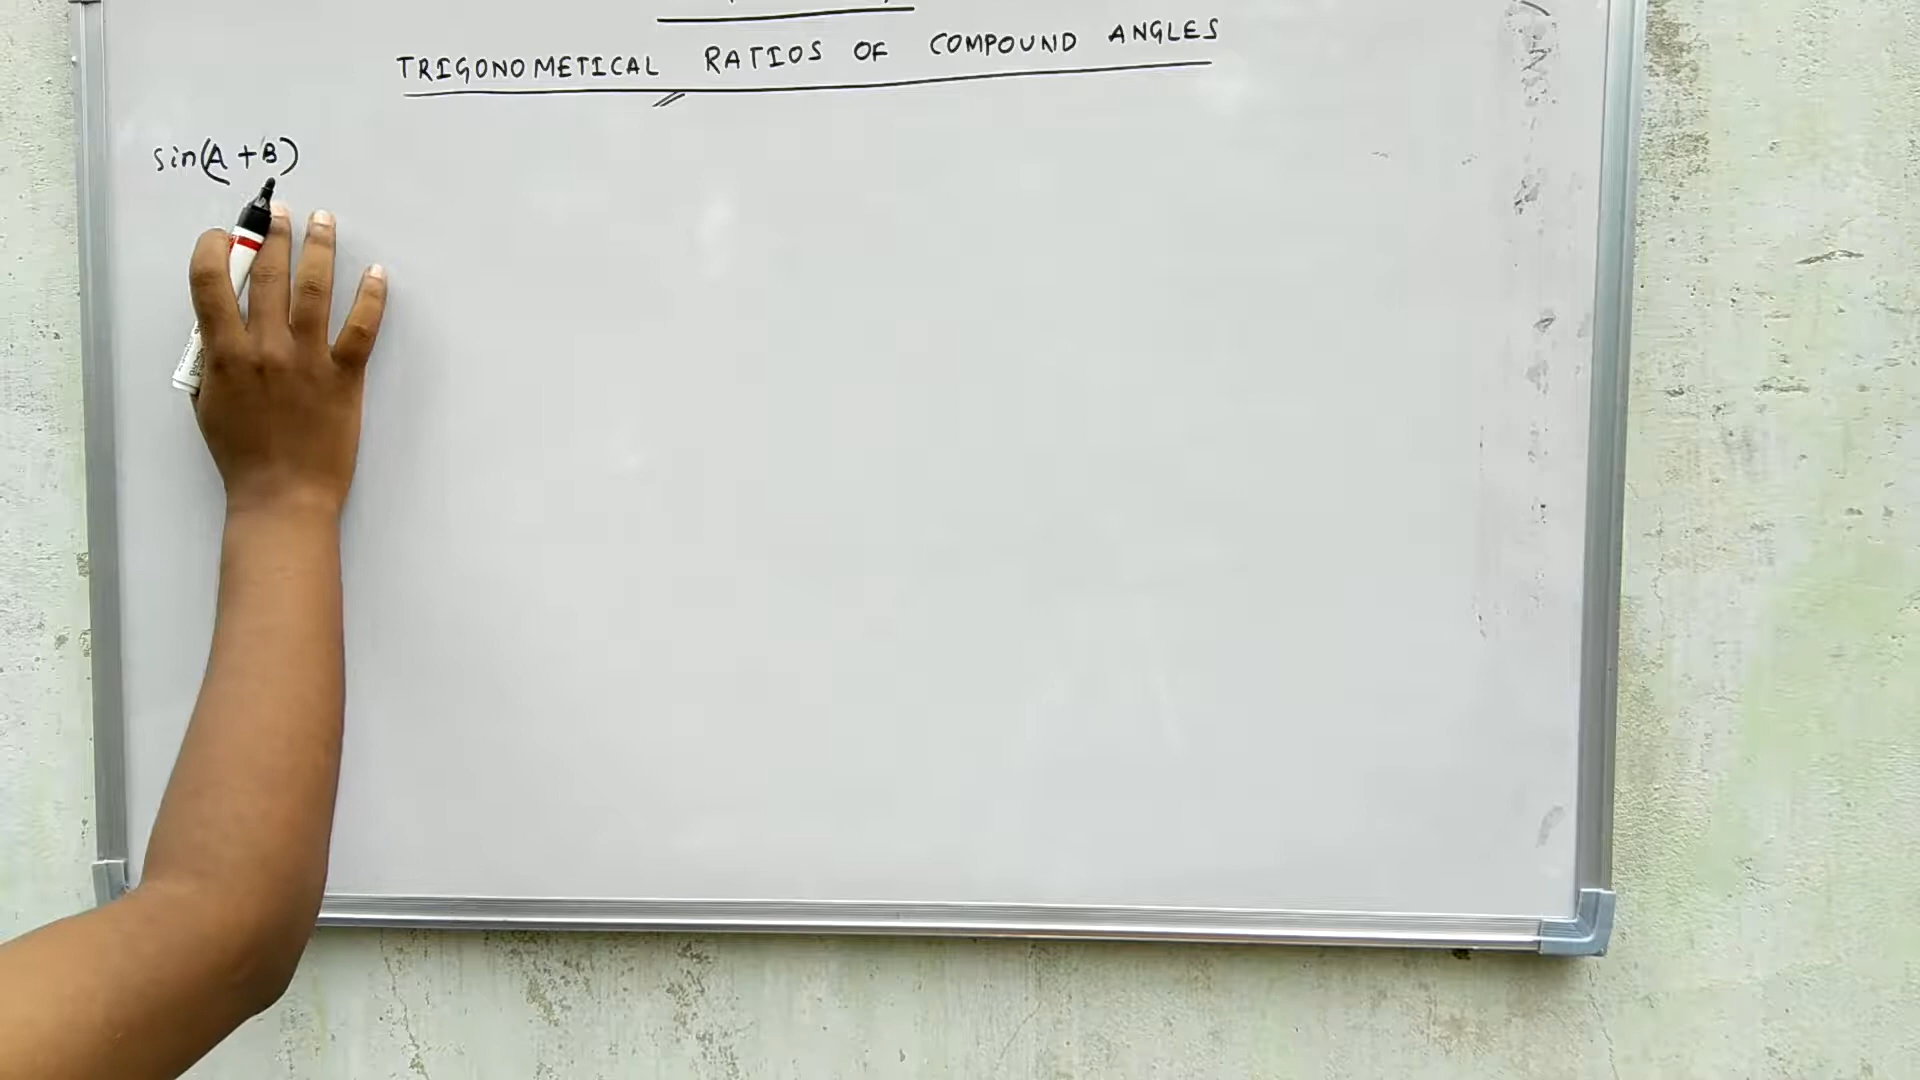 TRIGONOMETICAL RATIOS OF COMPOUND ANGLES
sin(A + B)